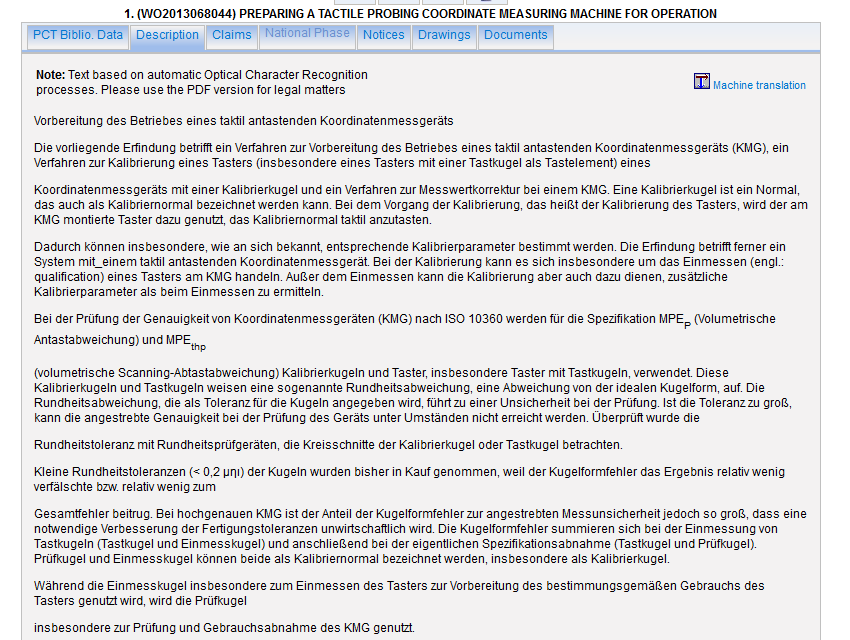 1. (WO2013068044) PREPARING A TACTILE PROBING COORDINATE MEASURING MACHINE FOR OPERATION
PCT Biblio. Data Description Claims National Phase Notices Drawings Documents
Note: Text based on automatic Optical Character Recognition
processes. Please use the PDF version for legal matters
Machine translation
Vorbereitung des Betriebes eines taktil antastenden Koordinatenmessgeräts
Die vorliegende Erfindung betrifft ein Verfahren zur Vorbereitung des Betriebes eines taktil antastenden Koordinatenmessgeräts (KMG), ein
Verfahren zur Kalibrierung eines Tasters (insbesondere eines Tasters mit einer Tastkugel als Tastelement) eines
Koordinatenmessgeräts mit einer Kalibrierkugel und ein Verfahren zur Messwertkorrektur bei einem KMG. Eine Kalibrierkugel ist ein Normal,
das auch als Kalibriernormal bezeichnet werden kann. Bei dem Vorgang der Kalibrierung, das heißt der Kalibrierung des Tasters, wird der am
KMG montierte Taster dazu genutzt, das Kalibriernormal taktil anzutasten.
Dadurch können insbesondere, wie an sich bekannt, entsprechende Kalibrierparameter bestimmt werden. Die Erfindung betrifft ferner ein
System mit_einem taktil antastenden Koordinatenmessgerät. Bei der Kalibrierung kann es sich insbesondere um das Einmessen (engl.:
qualification) eines Tasters am KMG handeln. Außer dem Einmessen kann die Kalibrierung aber auch dazu dienen, zusätzliche
Kalibrierparameter als beim Einmessen zu ermitteln.
Bei der Prüfung der Genauigkeit von Koordinatenmessgeräten (KMG) nach ISO 10360 werden für die Spezifikation MPEP (Volumetrische
Antastabweichung) und MPEthp
(volumetrische Scanning-Abtastabweichung) Kalibrierkugeln und Taster, insbesondere Taster mit Tastkugeln, verwendet. Diese
Kalibrierkugeln und Tastkugeln weisen eine sogenannte Rundheitsabweichung, eine Abweichung von der idealen Kugelform, auf. Die
Rundheitsabweichung, die als Toleranz für die Kugeln angegeben wird, führt zu einer Unsicherheit bei der Prüfung. Ist die Toleranz zu groß,
kann die angestrebte Genauigkeit bei der Prüfung des Geräts unter Umständen nicht erreicht werden. Überprüft wurde die
Rundheitstoleranz mit Rundheitsprüfgeräten, die Kreisschnitte der Kalibrierkugel oder Tastkugel betrachten.
Kleine Rundheitstoleranzen (< 0,2 μηι) der Kugeln wurden bisher in Kauf genommen, weil der Kugelformfehler das Ergebnis relativ wenig
verfälschte bzw. relativ wenig zum
Gesamtfehler beitrug. Bei hochgenauen KMG ist der Anteil der Kugelformfehler zur angestrebten Messunsicherheit jedoch so groß, dass eine
notwendige Verbesserung der Fertigungstoleranzen unwirtschaftlich wird. Die Kugelformfehler summieren sich bei der Einmessung von
Tastkugeln (Tastkugel und Einmesskugel) und anschließend bei der eigentlichen Spezifikationsabnahme (Tastkugel und Prüfkugel).
Prüfkugel und Einmesskugel können beide als Kalibriernormal bezeichnet werden, insbesondere als Kalibrierkugel.
Während die Einmesskugel insbesondere zum Einmessen des Tasters zur Vorbereitung des bestimmungsgemäßen Gebrauchs des
Tasters genutzt wird, wird die Prüfkugel
insbesondere zur Prüfung und Gebrauchsabnahme des KMG genutzt.